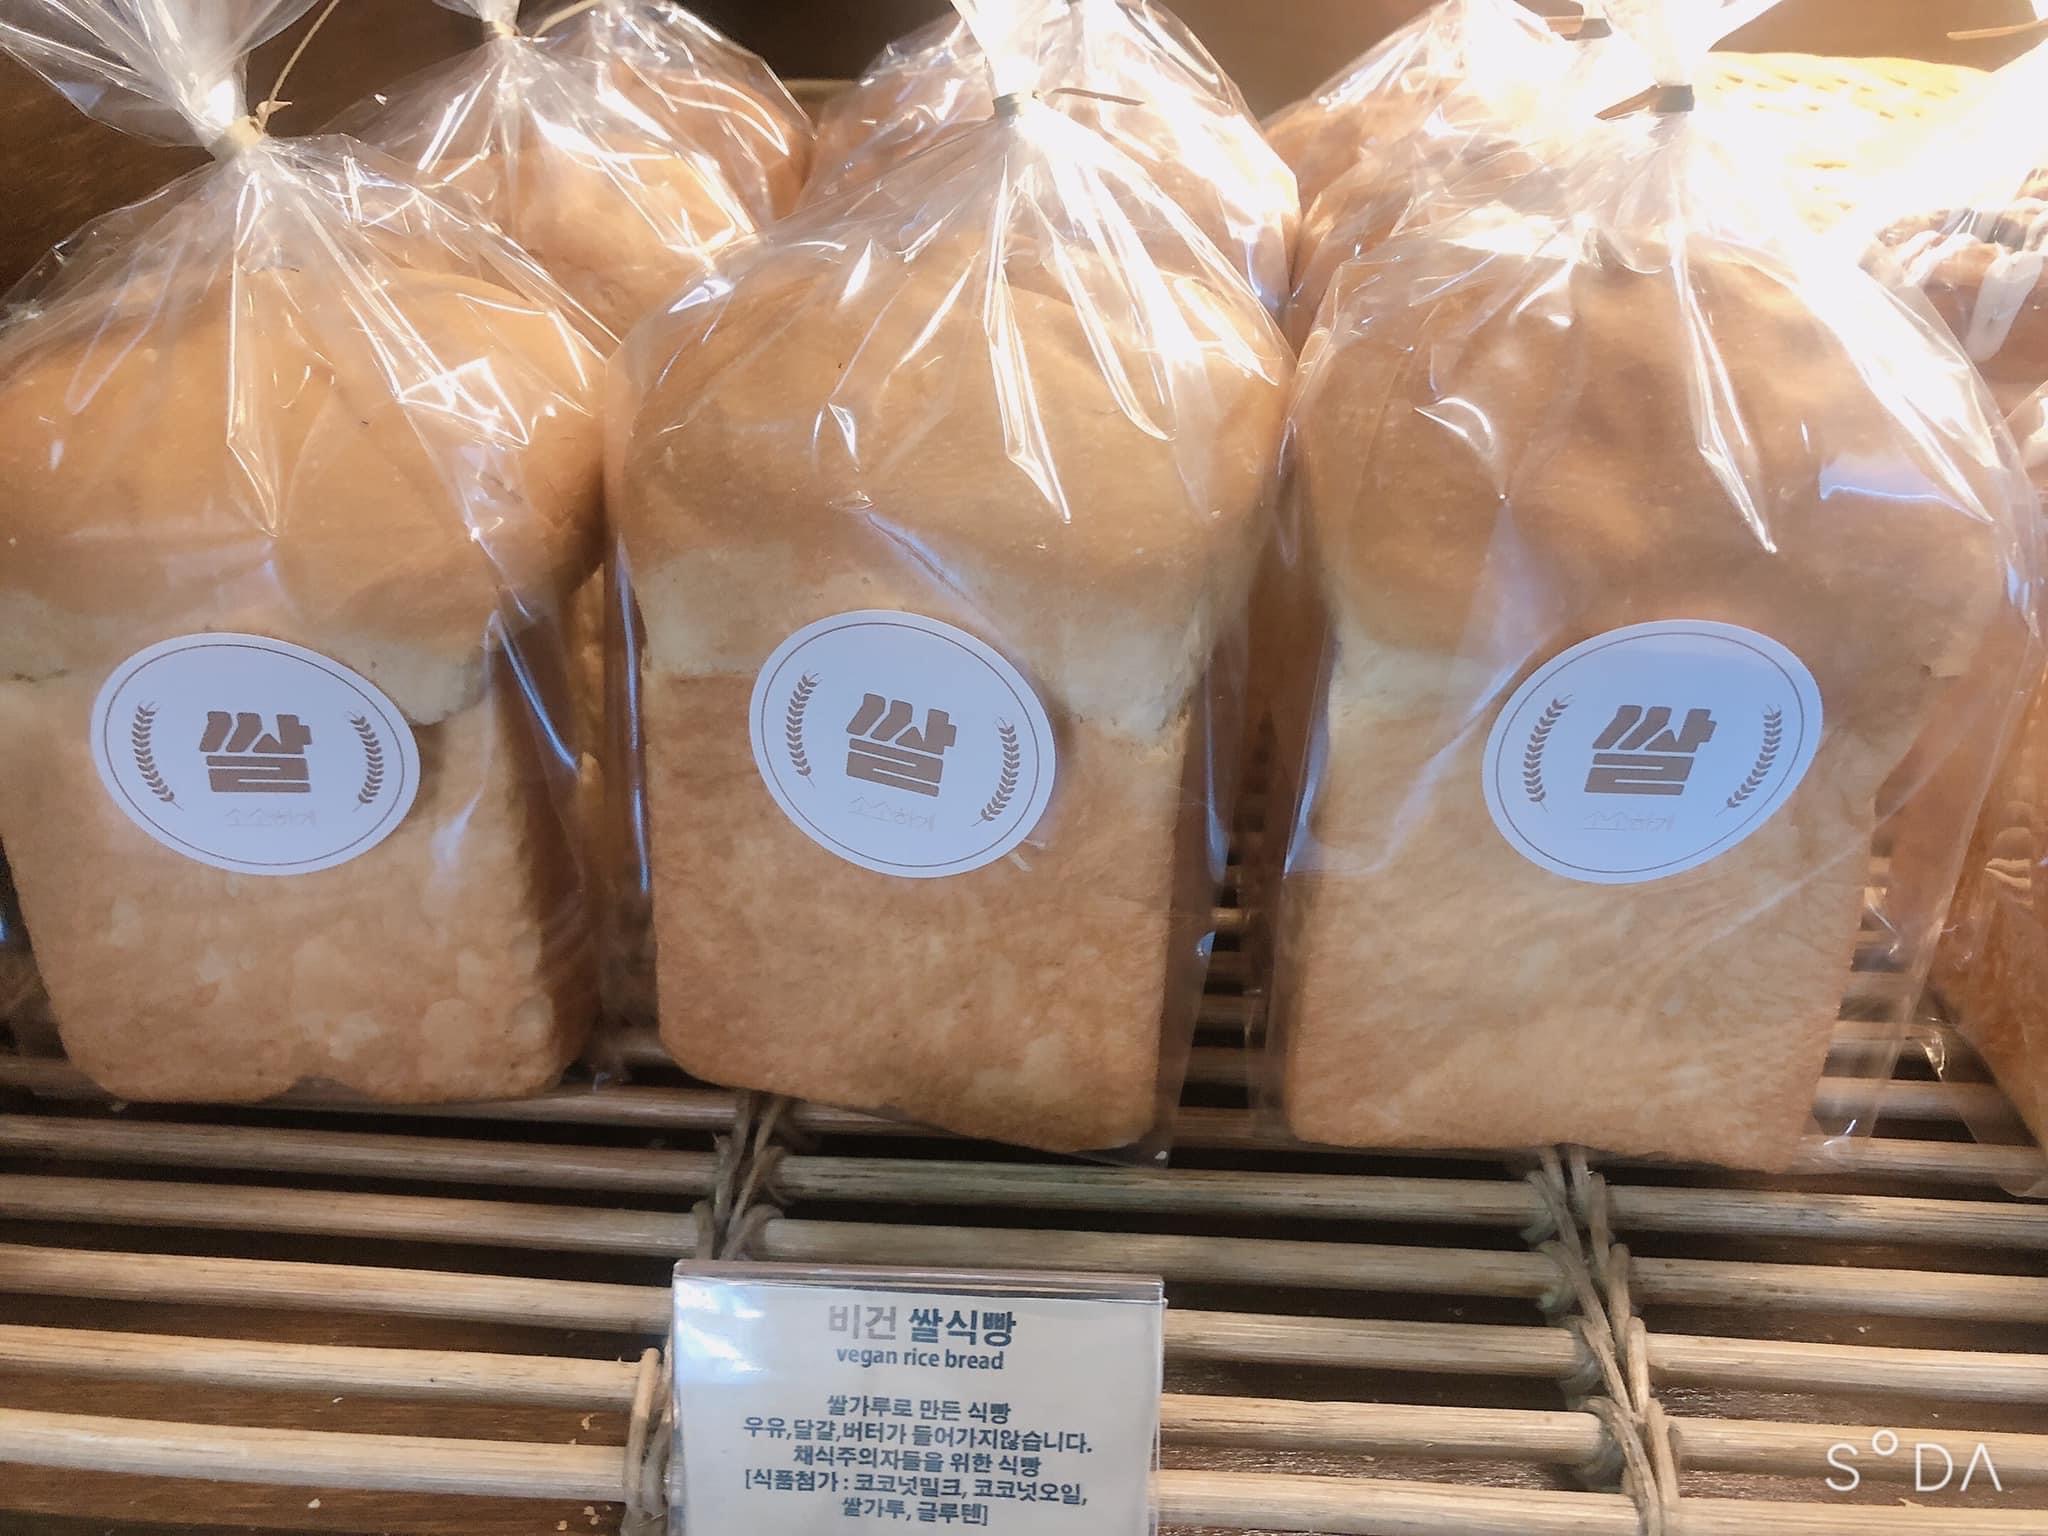 쌀
소소하게
쌀
소소하게
쌀
소소하게
비건 쌀식빵
vegan rice bread
쌀가루로 만든 식빵
우유,달걀,버터가 들어가지않습니다.
채식주의자들을 위한 식빵
[식품첨가 : 코코넛밀크, 코코넛오일,
쌀가투, 글루텐]
SODA